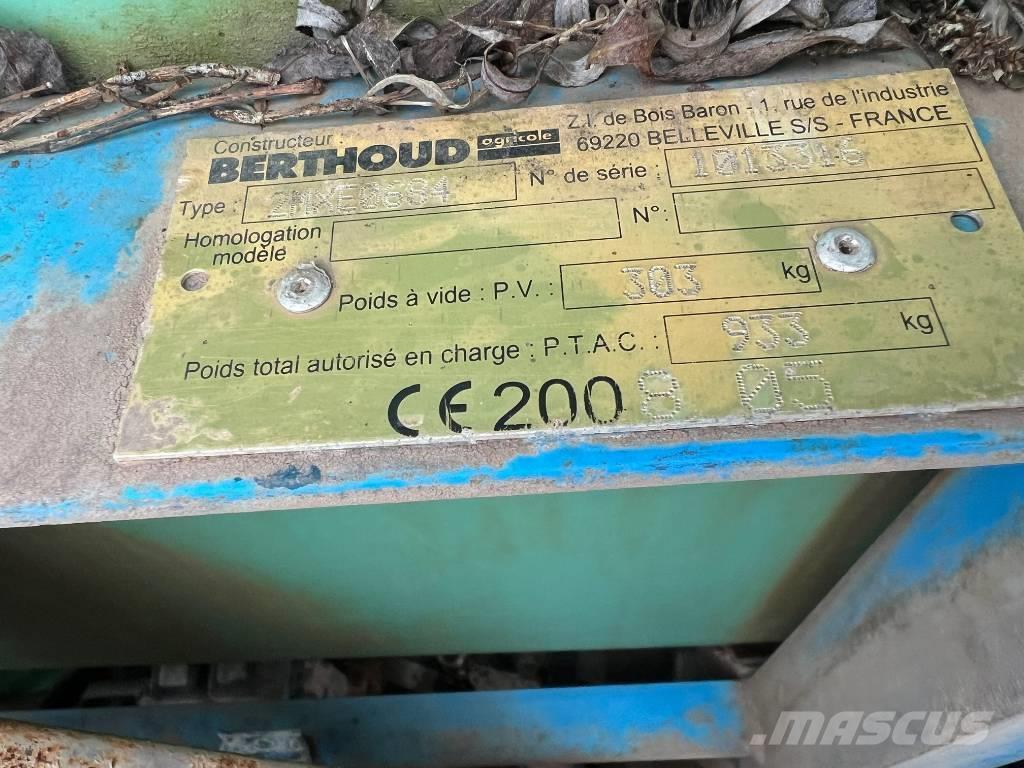 Constructeur :
BERTHOUD agricole
Z.I. de Bois Baron - 1, rue de l'industrie
69220 BELLEVILLE S/S - FRANCE
Type : 2MXE0684 N° de série : 1013316
Homologation modèle N° :
Poids à vide : P.V. : 303 kg
Poids total autorisé en charge : P.T.A.C. : 933 kg
CE 2008 05
MASCUS